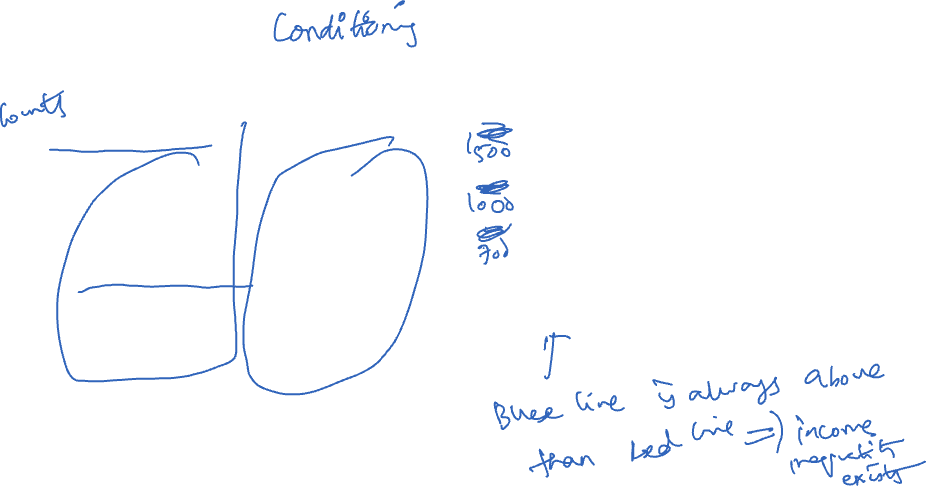 Conditioning
Counts
1500
1000
700
Blue line is always above
than Red line => income
inequality
exists